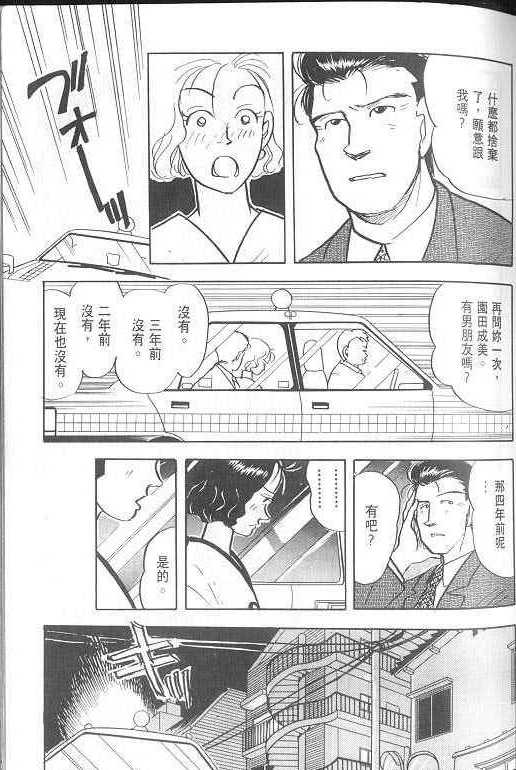 什麼都捨棄
了，願意跟
我嗎？
ブオー
再問妳一次，
園田成美。
有男朋友嗎？
沒有。
三年前
沒有。
二年前
沒有，
現在也沒有。
那四年前呢
…
有吧？
………
是的。
キッ